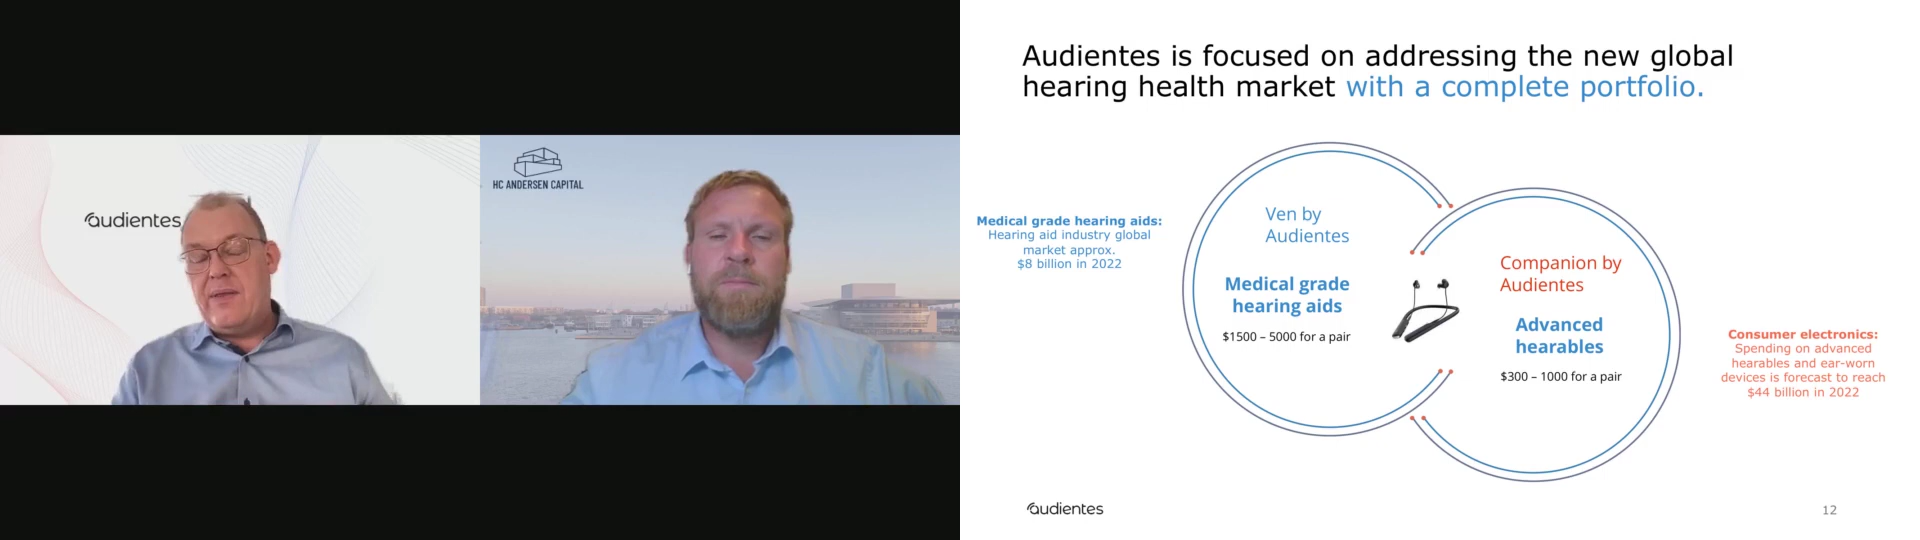 audientes
HC ANDERSEN CAPITAL
Audientes is focused on addressing the new global
hearing health market with a complete portfolio.
Medical grade hearing aids:
Hearing aid industry global
market approx.
$8 billion in 2022
Ven by
Audientes
Medical grade
hearing aids
$1500 – 5000 for a pair
Companion by
Audientes
Advanced
hearables
$300 – 1000 for a pair
Consumer electronics:
Spending on advanced
hearables and ear-worn
devices is forecast to reach
$44 billion in 2022
audientes
12